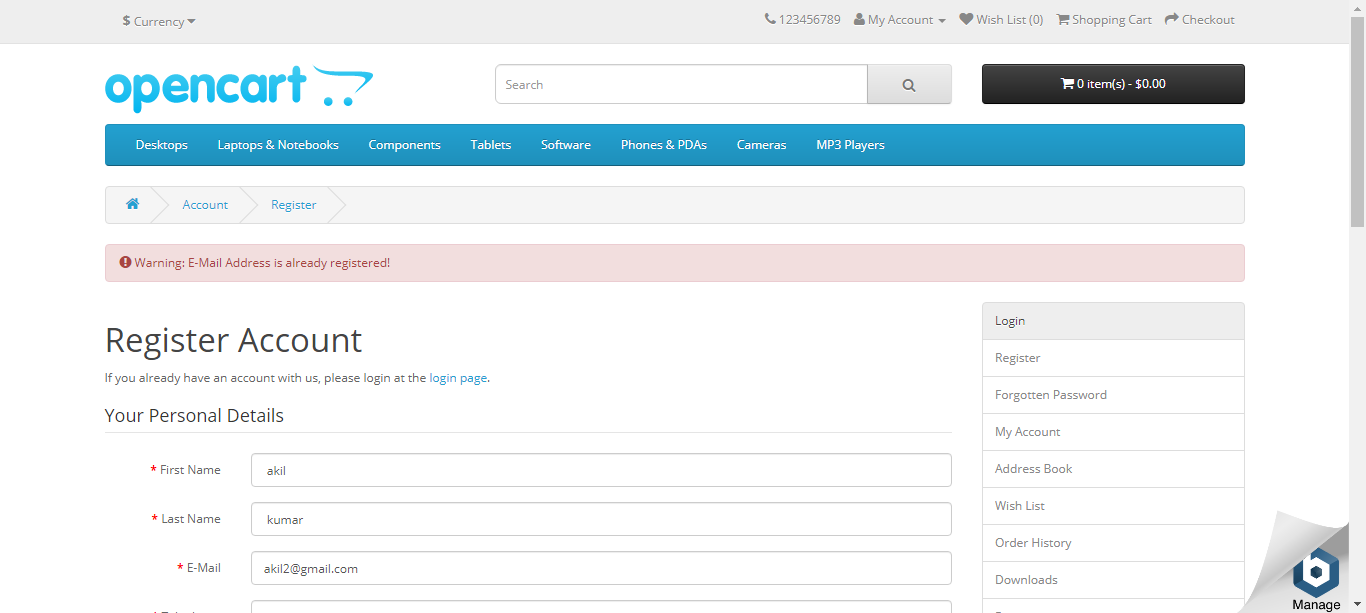 $ Currency
123456789 My Account Wish List (0) Shopping Cart Checkout
opencart
Search
0 item(s) - $0.00
Desktops Laptops & Notebooks Components Tablets Software Phones & PDAs Cameras MP3 Players
Account Register
Warning: E-Mail Address is already registered!
Register Account
If you already have an account with us, please login at the login page.
Your Personal Details
* First Name akil
* Last Name kumar
* E-Mail akil2@gmail.com
Login
Register
Forgotten Password
My Account
Address Book
Wish List
Order History
Downloads
Manage